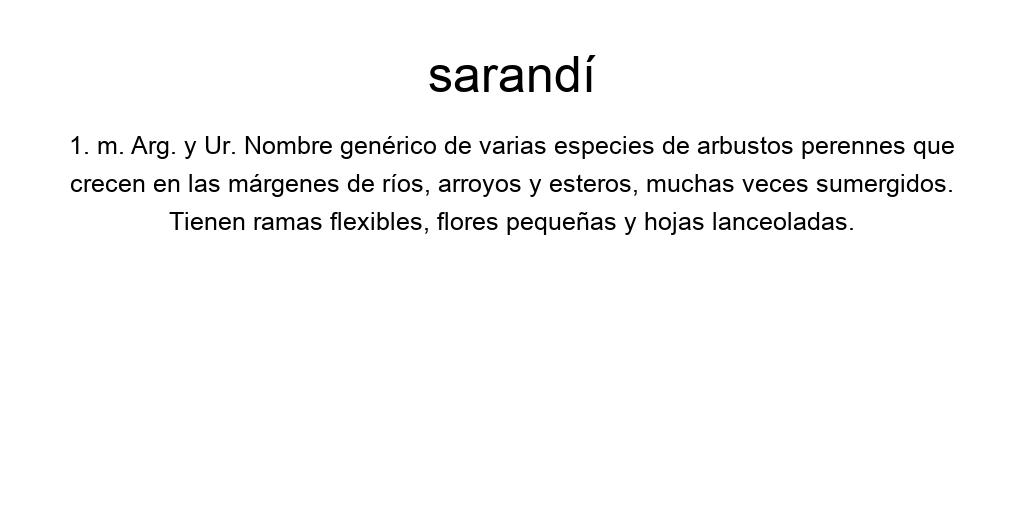 sarandí
1. m. Arg. y Ur. Nombre genérico de varias especies de arbustos perennes que
crecen en las márgenes de ríos, arroyos y esteros, muchas veces sumergidos.
Tienen ramas flexibles, flores pequeñas y hojas lanceoladas.